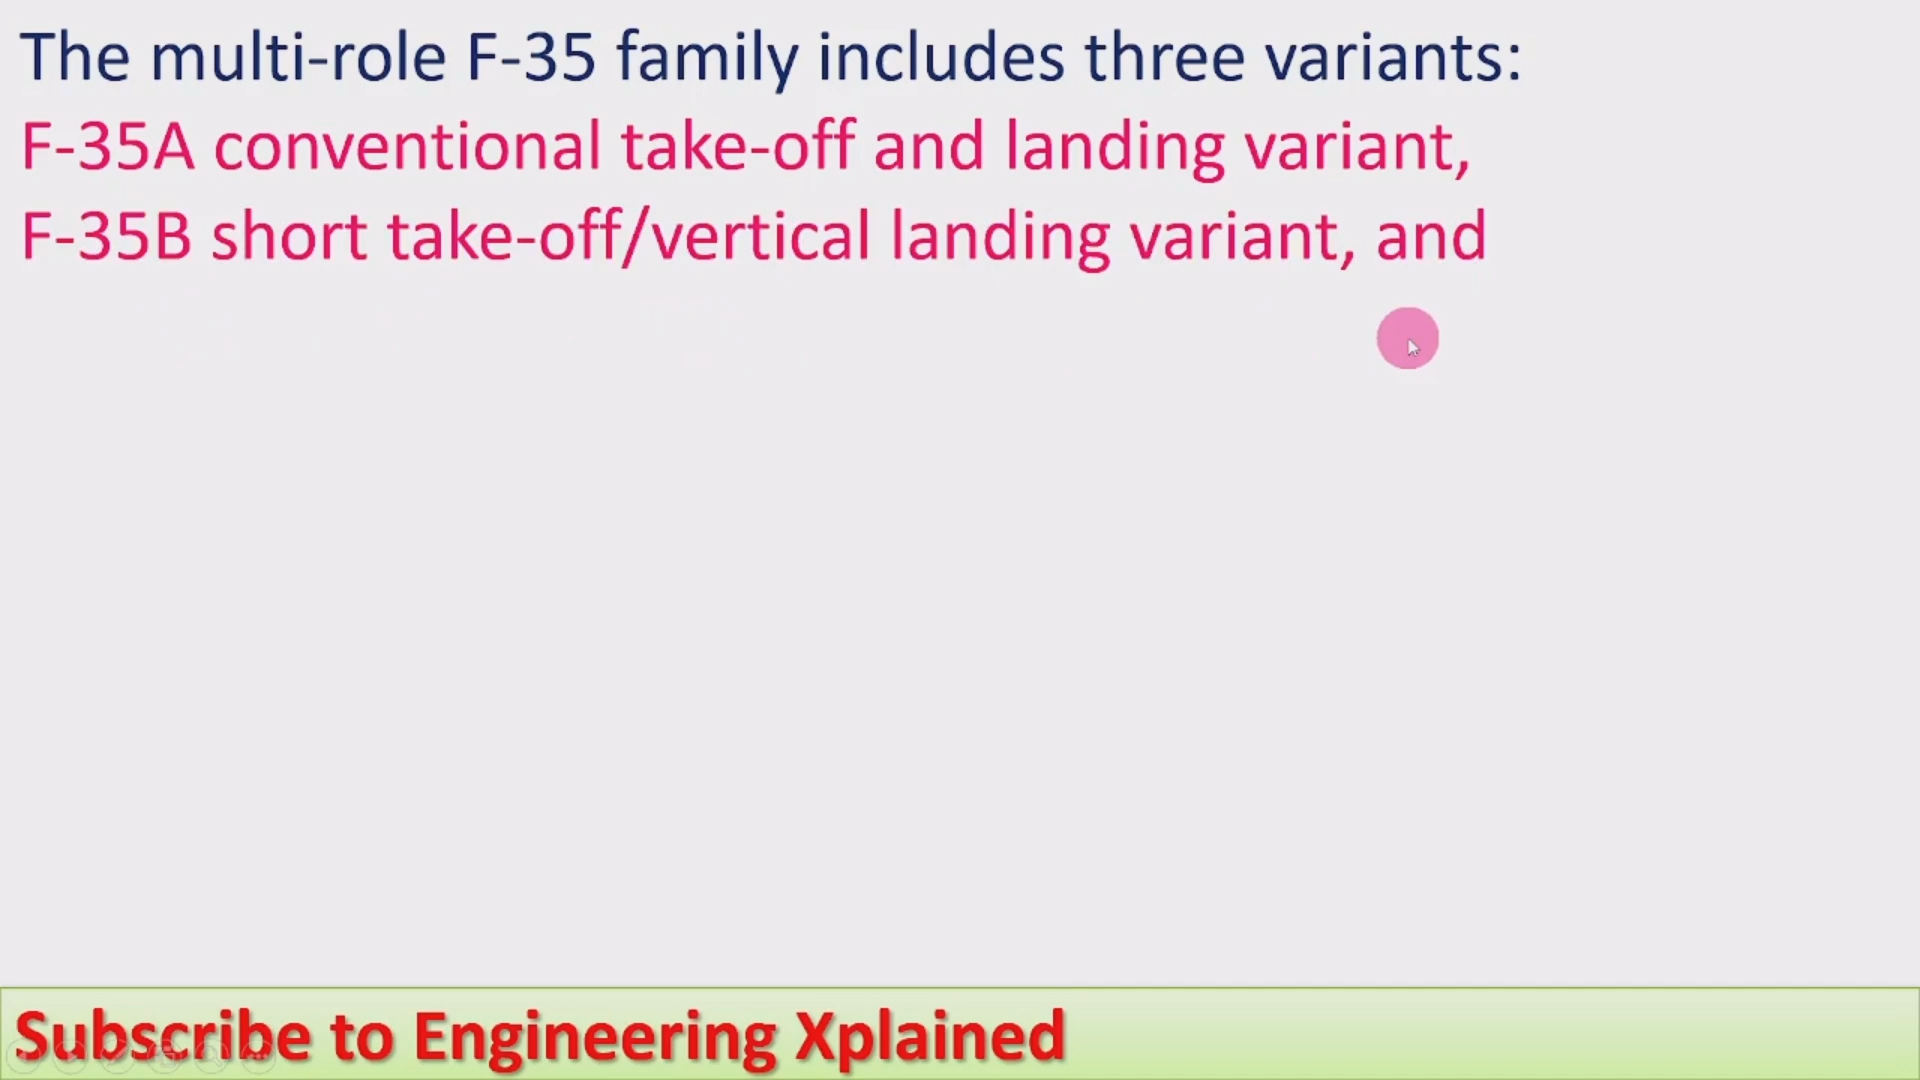 The multi-role F-35 family includes three variants:
F-35A conventional take-off and landing variant,
F-35B short take-off/vertical landing variant, and
Subscribe to Engineering Xplained